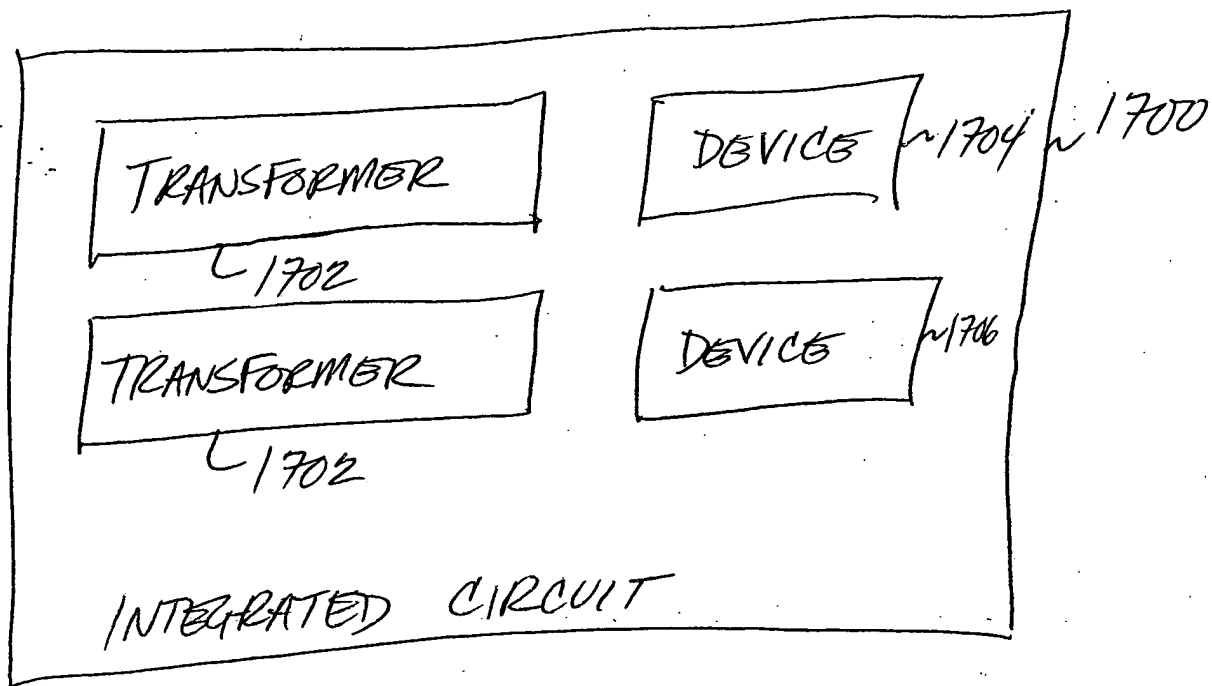 TRANSFORMER
1702
DEVICE
1704
1700
TRANSFORMER
1702
DEVICE
1706
INTEGRATED CIRCUIT